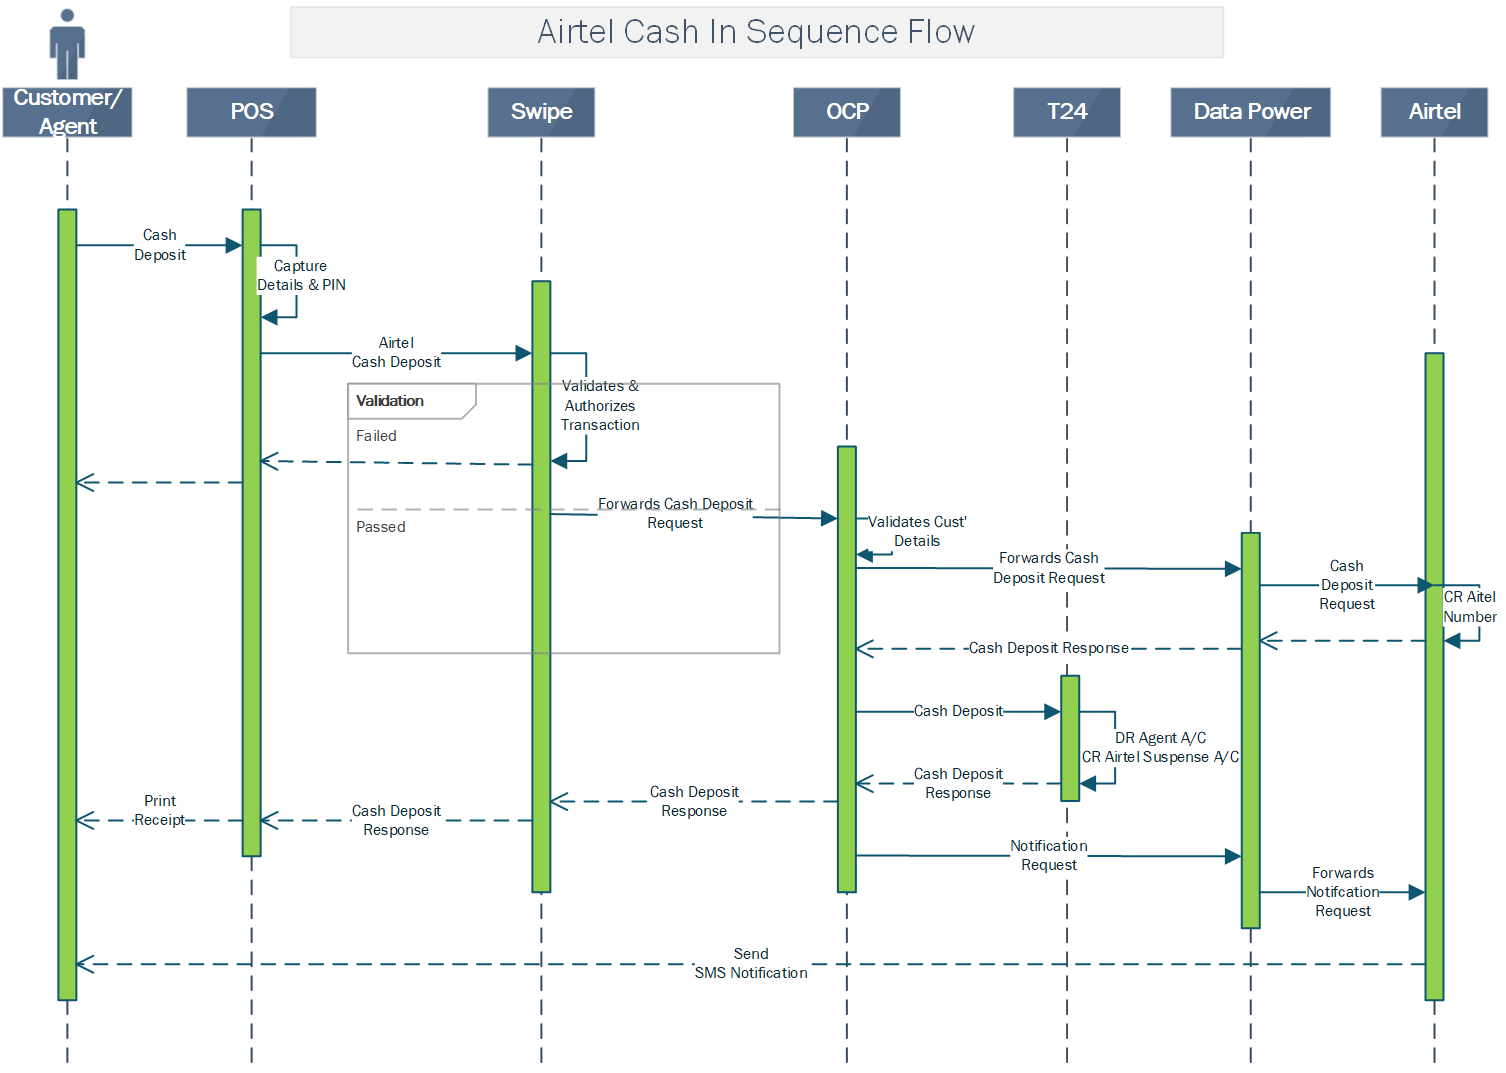 Airtel Cash In Sequence Flow
Customer/
Agent
POS
Swipe
OCP
T24
Data Power
Airtel
Cash
Deposit
Capture
Details & PIN
Airtel
Cash Deposit
Validates &
Authorizes
Transaction
Validation
Failed
Passed
Forwards Cash Deposit
Request
Validates Cust'
Details
Forwards Cash
Deposit Request
Cash
Deposit
Request
CR Aitel
Number
Cash Deposit Response
Cash Deposit
DR Agent A/C
CR Airtel Suspense A/C
Cash Deposit
Response
Cash Deposit
Response
Cash Deposit
Response
Print
Receipt
Notification
Request
Forwards
Notifcation
Request
Send
SMS Notification